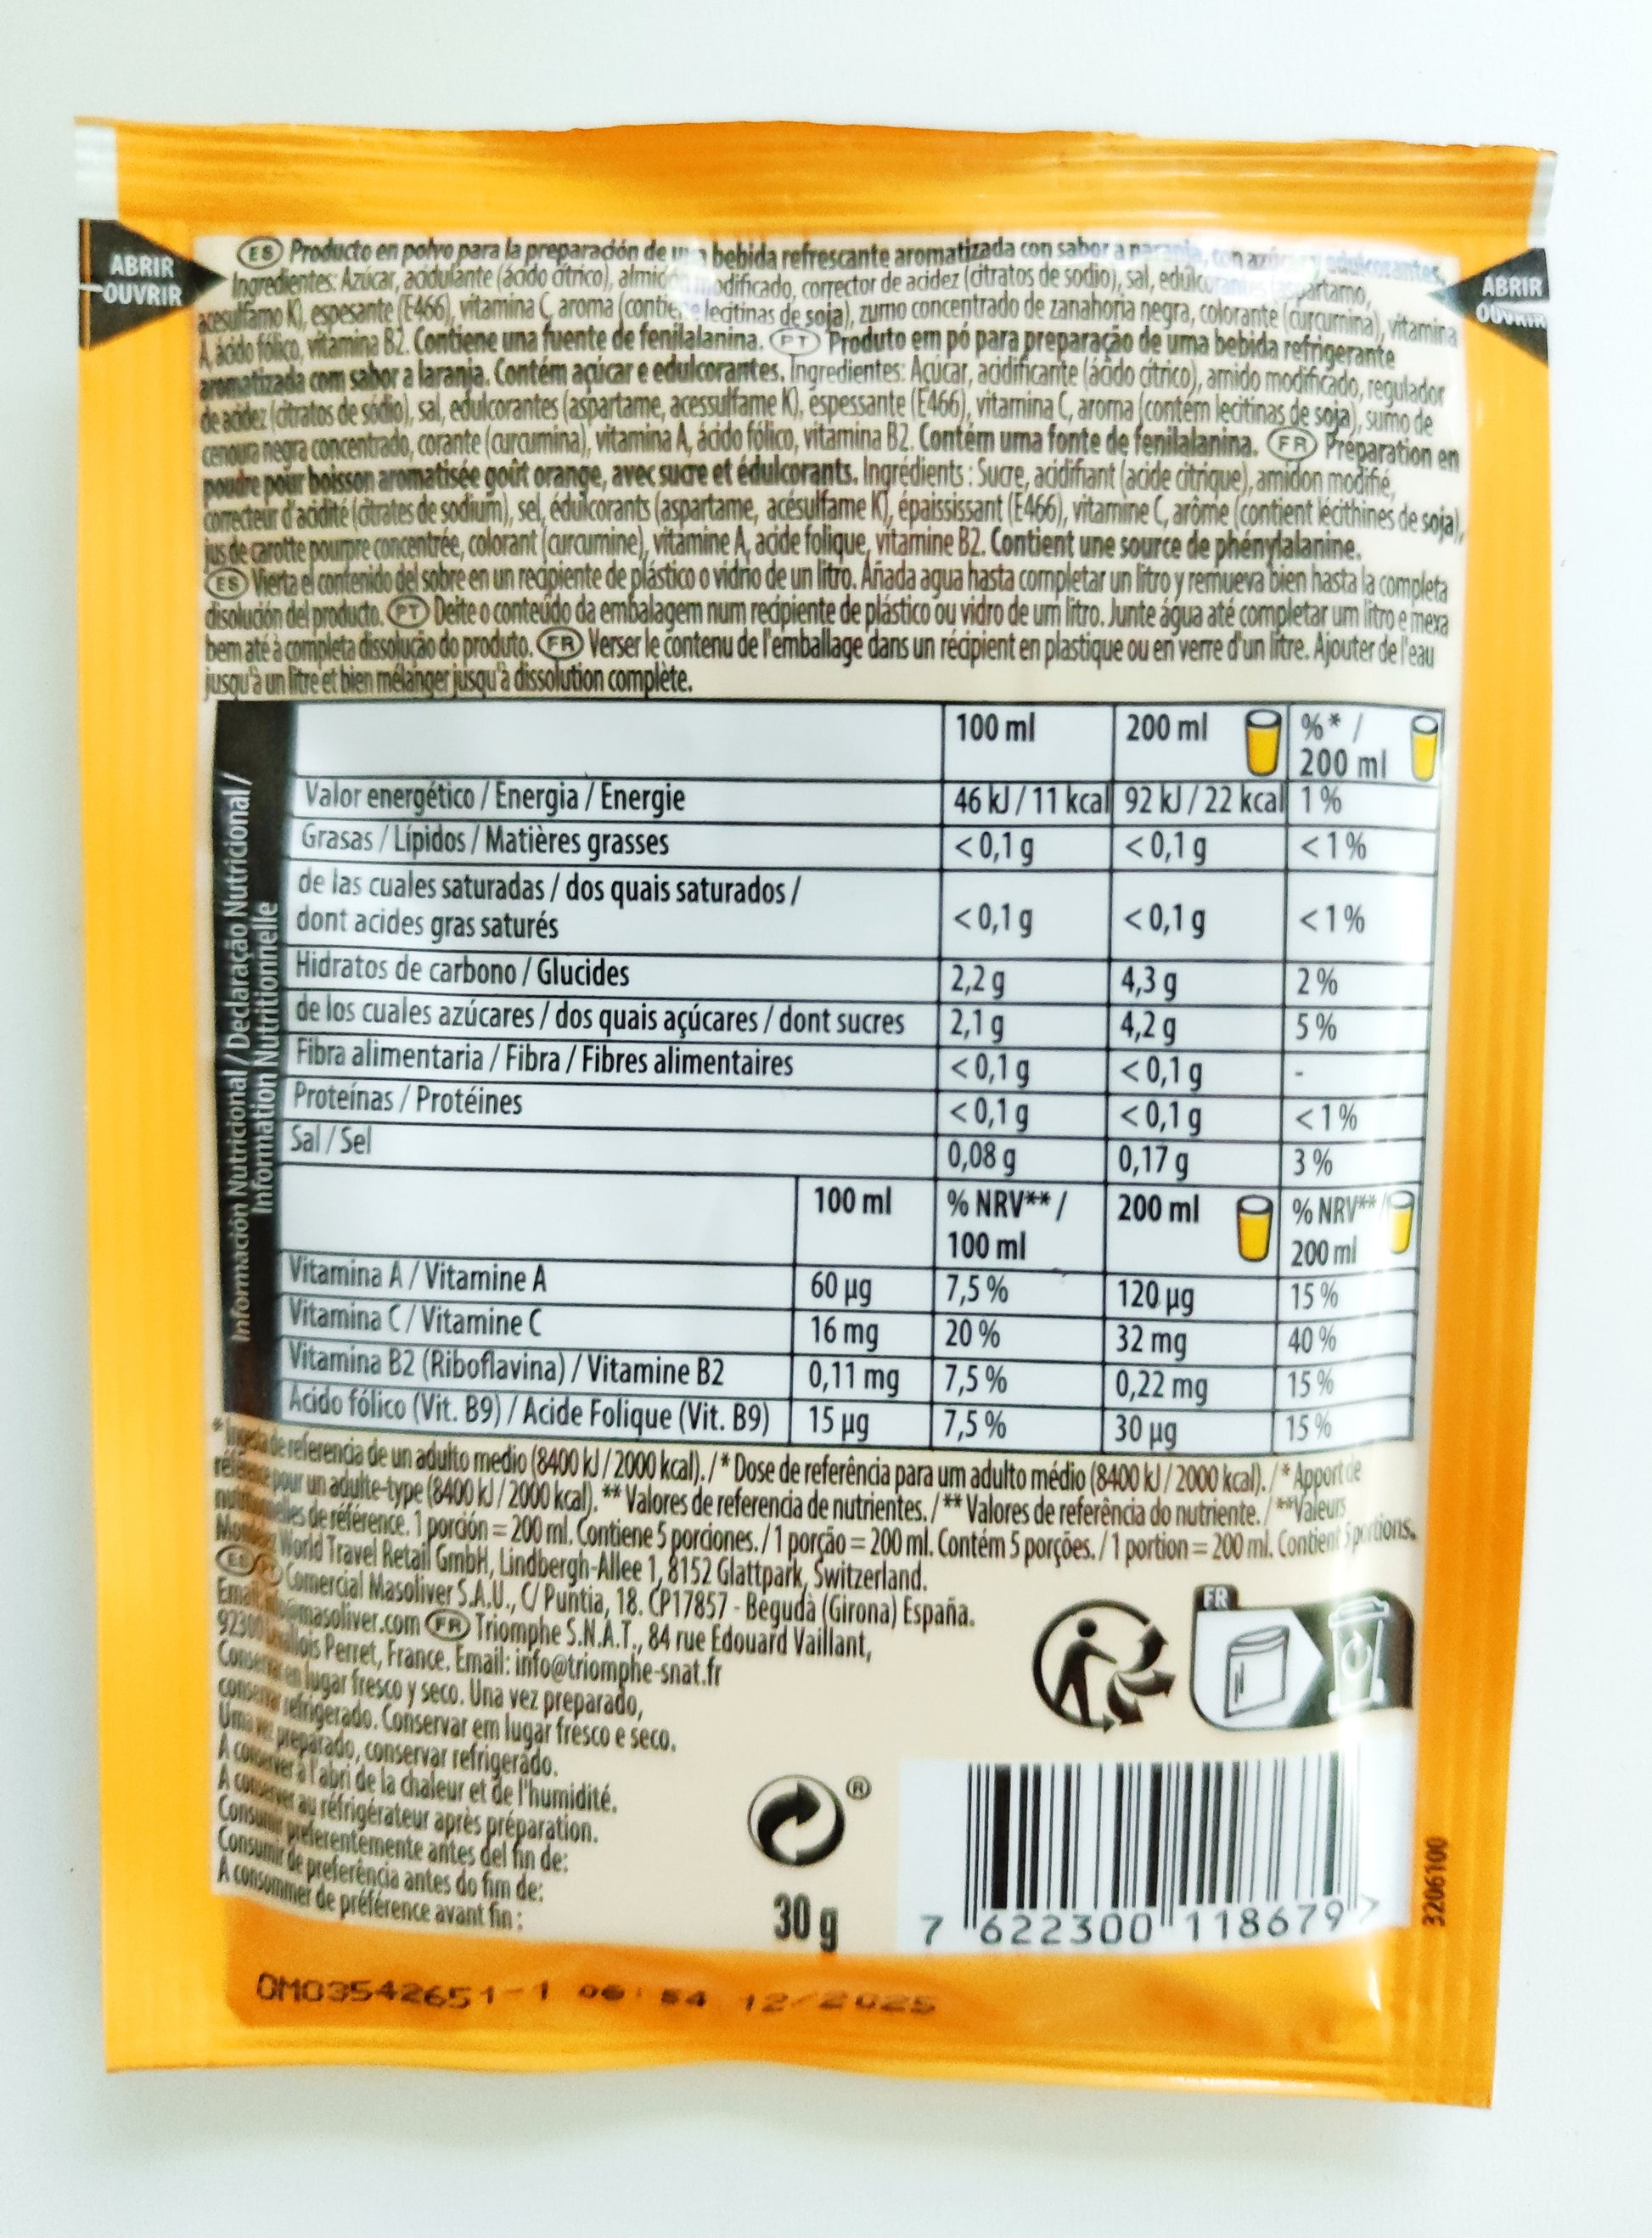 ABRIR
OUVRIR
ABRIR
OUVRIR
ES Producto en polvo para la preparación de una bebida refrescante aromatizada con sabor a naranja, con azúcar y edulcorantes.
Ingredientes: Azúcar, acidulante (ácido cítrico), almidón modificado, corrector de acidez (citratos de sodio), sal, edulcorantes (aspartamo,
acesulfamo K), espesante (E466), vitamina C, aroma (contiene lecitinas de soja), zumo concentrado de zanahoria negra, colorante (curcumina), vitamina
A, ácido fólico, vitamina B2. Contiene una fuente de fenilalanina. PT Produto em pó para preparação de uma bebida refrigerante
aromatizada com sabor a laranja. Contém açúcar e edulcorantes. Ingredientes: Açúcar, acidificante (ácido cítrico), amido modificado, regulador
de acidez (citratos de sódio), sal, edulcorantes (aspartame, acessulfame K), espessante (E466), vitamina C, aroma (contém lecitinas de soja), sumo de
cenoura negra concentrado, corante (curcumina), vitamina A, ácido fólico, vitamina B2. Contém uma fonte de fenilalanina. FR Préparation en
poudre pour boisson aromatisée goût orange, avec sucre et édulcorants. Ingrédients : Sucre, acidifiant (acide citrique), amidon modifié,
correcteur d'acidité (citrates de sodium), sel, édulcorants (aspartame, acésulfame K), épaississant (E466), vitamine C, arôme (contient lécithines de soja),
jus de carotte pourpre concentrée, colorant (curcumine), vitamine A, acide folique, vitamine B2. Contient une source de phénylalanine.
ES Vierta el contenido del sobre en un recipiente de plástico o vidrio de un litro. Añada agua hasta completar un litro y remueva bien hasta la completa
disolución del producto. PT Deite o conteúdo da embalagem num recipiente de plástico ou vidro de um litro. Junte água até completar um litro e mexa
bem até à completa dissolução do produto. FR Verser le contenu de l'emballage dans un récipient en plastique ou en verre d'un litre. Ajouter de l'eau
jusqu'à un litre et bien mélanger jusqu'à dissolution complète.
Información Nutricional / Declaração Nutricional /
Information Nutritionnelle
100 ml 200 ml %* /
200 ml
Valor energético / Energia / Energie 46 kJ / 11 kcal 92 kJ / 22 kcal 1 %
Grasas / Lípidos / Matières grasses <0,1 g <0,1 g <1 %
de las cuales saturadas / dos quais saturados /
dont acides gras saturés <0,1 g <0,1 g <1 %
Hidratos de carbono / Glucides 2,2 g 4,3 g 2 %
de los cuales azúcares / dos quais açúcares / dont sucres 2,1 g 4,2 g 5 %
Fibra alimentaria / Fibra / Fibres alimentaires <0,1 g <0,1 g -
Proteínas / Protéines <0,1 g <0,1 g <1 %
Sal / Sel 0,08 g 0,17 g 3 %
100 ml % NRV** / 200 ml % NRV** /
100 ml 200 ml
Vitamina A / Vitamine A 60 µg 7,5 % 120 µg 15 %
Vitamina C / Vitamine C 16 mg 20 % 32 mg 40 %
Vitamina B2 (Riboflavina) / Vitamine B2 0,11 mg 7,5 % 0,22 mg 15 %
Acido fólico (Vit. B9) / Acide Folique (Vit. B9) 15 µg 7,5 % 30 µg 15 %
*Ingesta de referencia de un adulto medio (8400 kJ / 2000 kcal). / * Dose de referência para um adulto médio (8400 kJ / 2000 kcal). / * Apport de
référence pour un adulte-type (8400 kJ / 2000 kcal). ** Valores de referencia de nutrientes. / ** Valores de referência do nutriente. / **Valeurs
nutritionnelles de référence. 1 porción = 200 ml. Contiene 5 porciones. / 1 porção = 200 ml. Contém 5 porções. / 1 portion = 200 ml. Contient 5 portions.
Mondelez World Travel Retail GmbH, Lindbergh-Allee 1, 8152 Glattpark, Switzerland.
ES Comercial Masoliver S.A.U., C/ Puntia, 18. CP17857 - Begudà (Girona) España.
Email: masoliver.com FR Triomphe S.N.A.T., 84 rue Edouard Vaillant,
92300 Levallois Perret, France. Email: info@triomphe-snat.fr
Conservar en lugar fresco y seco. Una vez preparado,
conservar refrigerado. Conservar em lugar fresco e seco.
Uma vez preparado, conservar refrigerado.
A conserver à l'abri de la chaleur et de l'humidité.
A conserver au réfrigérateur après préparation.
Consumir preferentemente antes del fin de:
Consumir de preferência antes do fim de:
A consommer de préférence avant fin :
FR
®
30 g
7 622300 118679 >
3206100
OMO3542651-1 06:54 12/2025